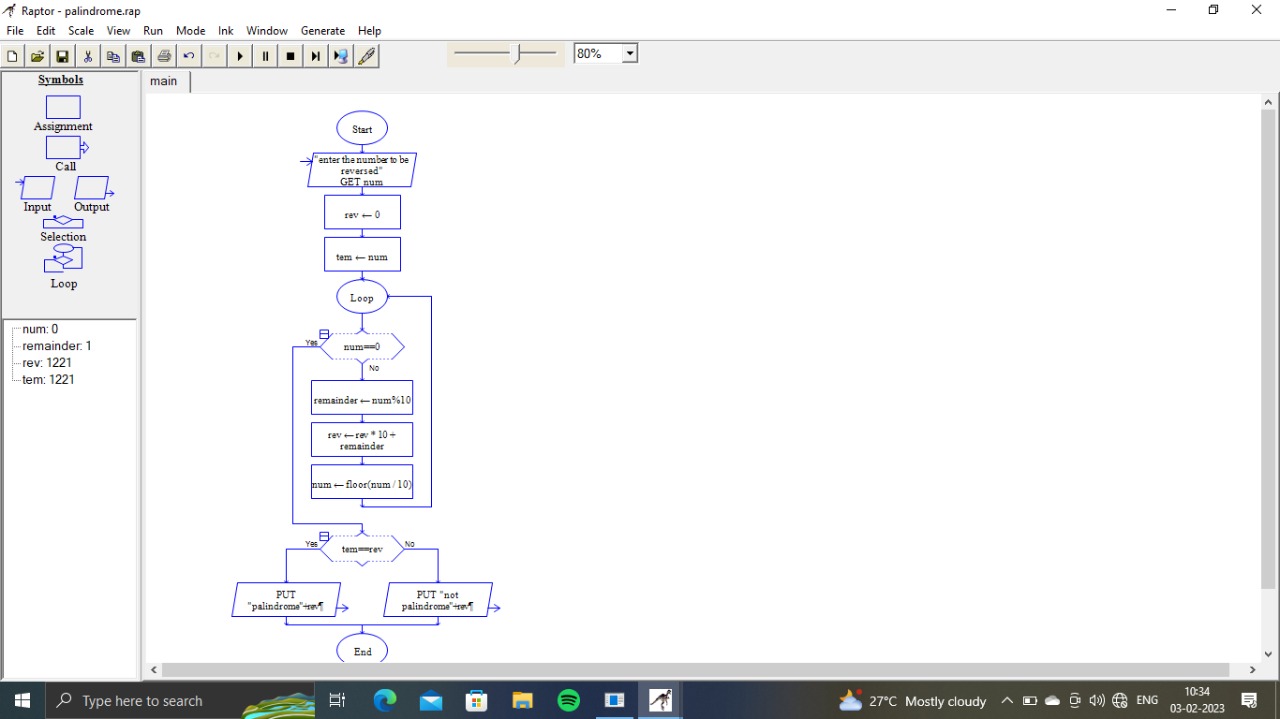 Raptor - palindrome.rap
File Edit Scale View Run Mode Ink Window Generate Help
80%
Symbols
main
Assignment
Call
Input Output
Selection
Loop
num: 0
remainder: 1
rev: 1221
tem: 1221
Start
"enter the number to be
reversed"
GET num
rev ← 0
tem ← num
Loop
Yes
num==0
No
remainder ← num%10
rev ← rev * 10 +
remainder
num ← floor(num / 10)
Yes
tem==rev
No
PUT
"palindrome"+rev¶
PUT "not
palindrome"+rev¶
End
Type here to search
27°C Mostly cloudy
ENG
10:34
03-02-2023